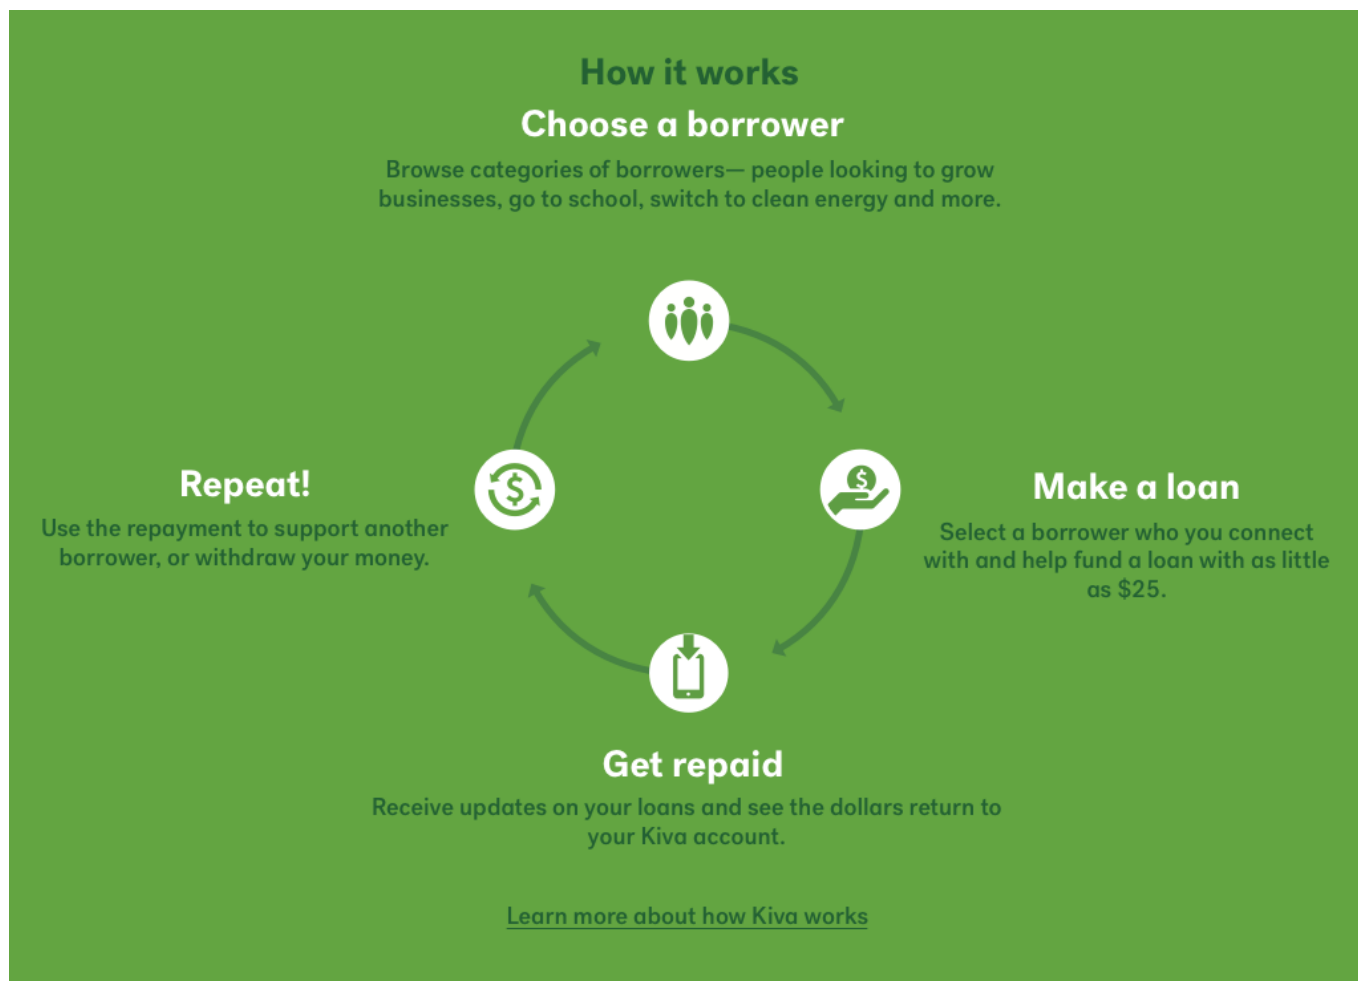 How it works
Choose a borrower
Browse categories of borrowers— people looking to grow
businesses, go to school, switch to clean energy and more.
Repeat!
Use the repayment to support another
borrower, or withdraw your money.
Make a loan
Select a borrower who you connect
with and help fund a loan with as little
as $25.
Get repaid
Receive updates on your loans and see the dollars return to
your Kiva account.
Learn more about how Kiva works